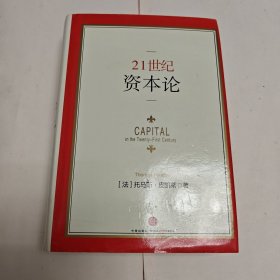 21世纪
资本论
CAPITAL
in the Twenty-First Century
Thomas
[法]托马斯·皮凯蒂 著